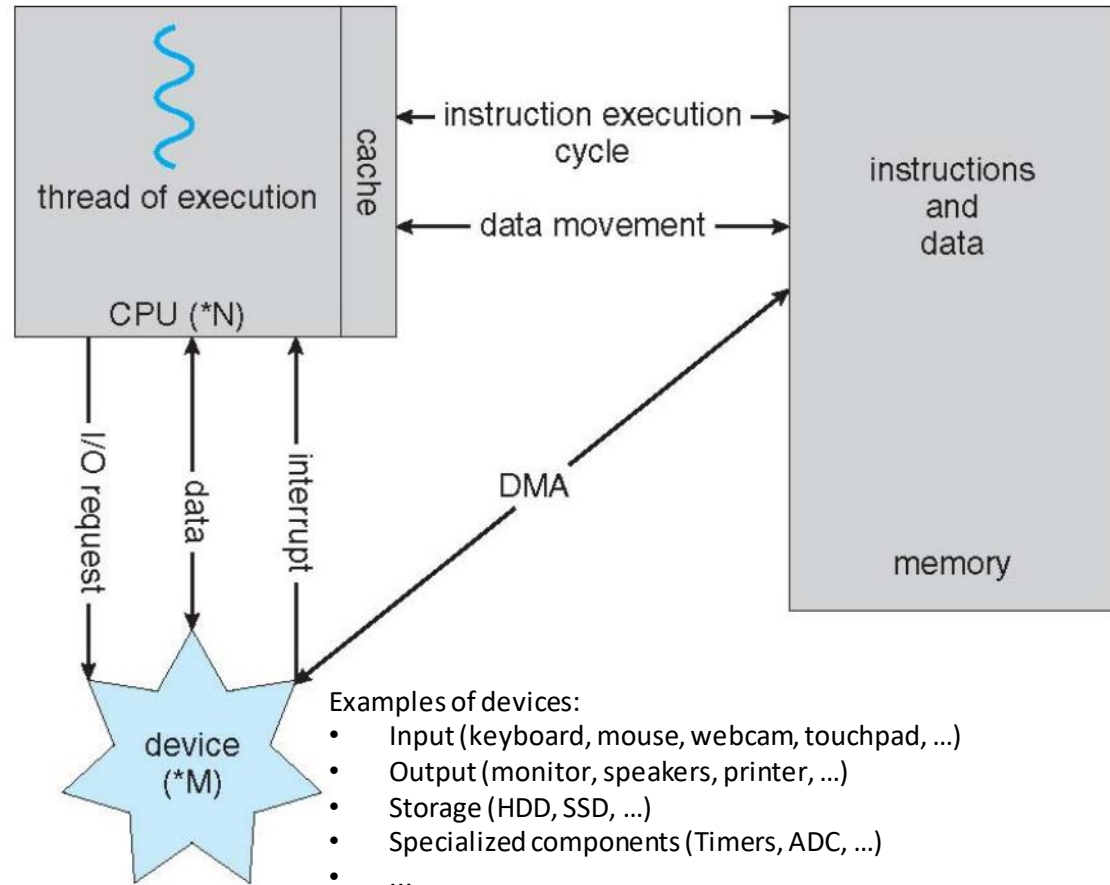 thread of execution
CPU (*N)
cache
instruction execution
cycle
data movement
instructions
and
data
memory
I/O request
data
interrupt
DMA
device
(*M)
Examples of devices:
• Input (keyboard, mouse, webcam, touchpad, ...)
• Output (monitor, speakers, printer, ...)
• Storage (HDD, SSD, ...)
• Specialized components (Timers, ADC, ...)
• ...